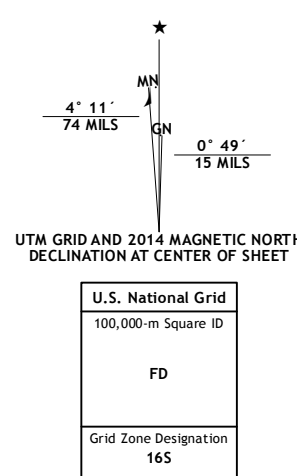 ★
MN
4° 11´
74 MILS
GN
0° 49´
15 MILS
UTM GRID AND 2014 MAGNETIC NORTH
DECLINATION AT CENTER OF SHEET
U.S. National Grid
100,000-m Square ID
FD
Grid Zone Designation
16S